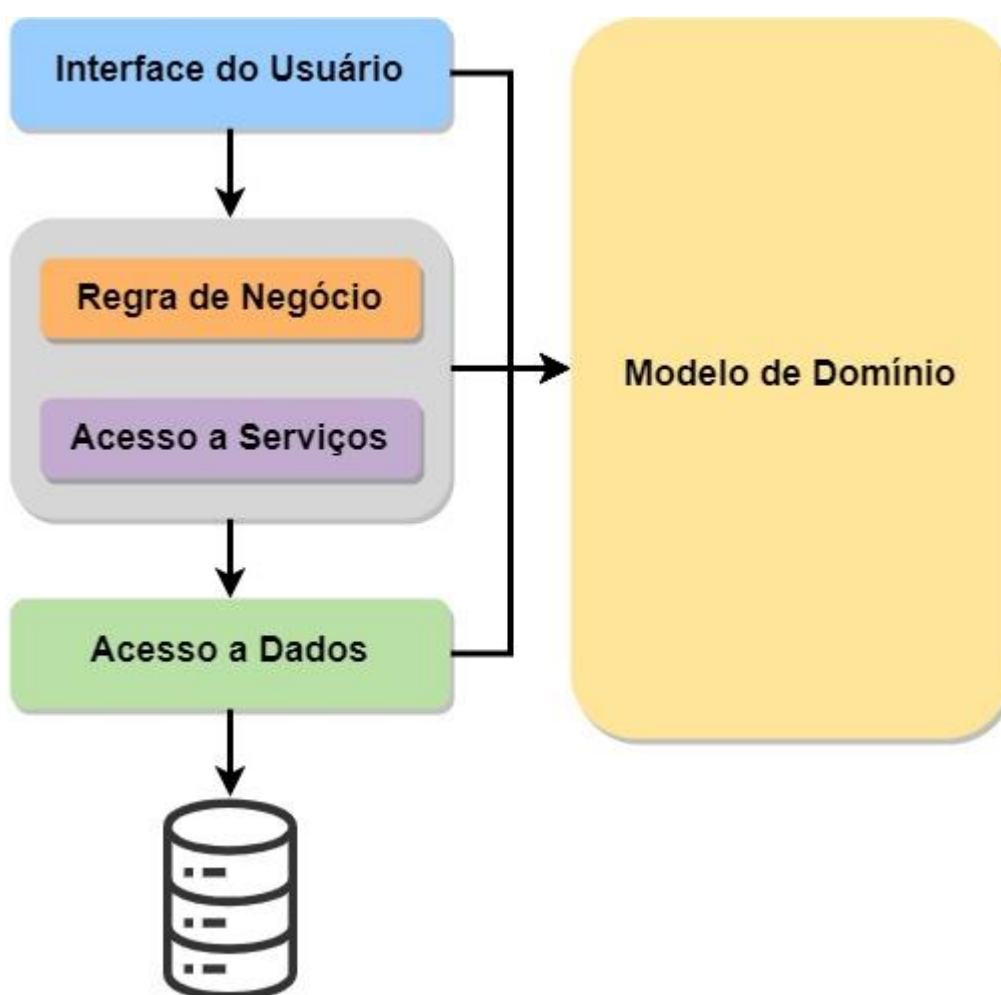 Interface do Usuário
Regra de Negócio
Acesso a Serviços
Modelo de Domínio
Acesso a Dados